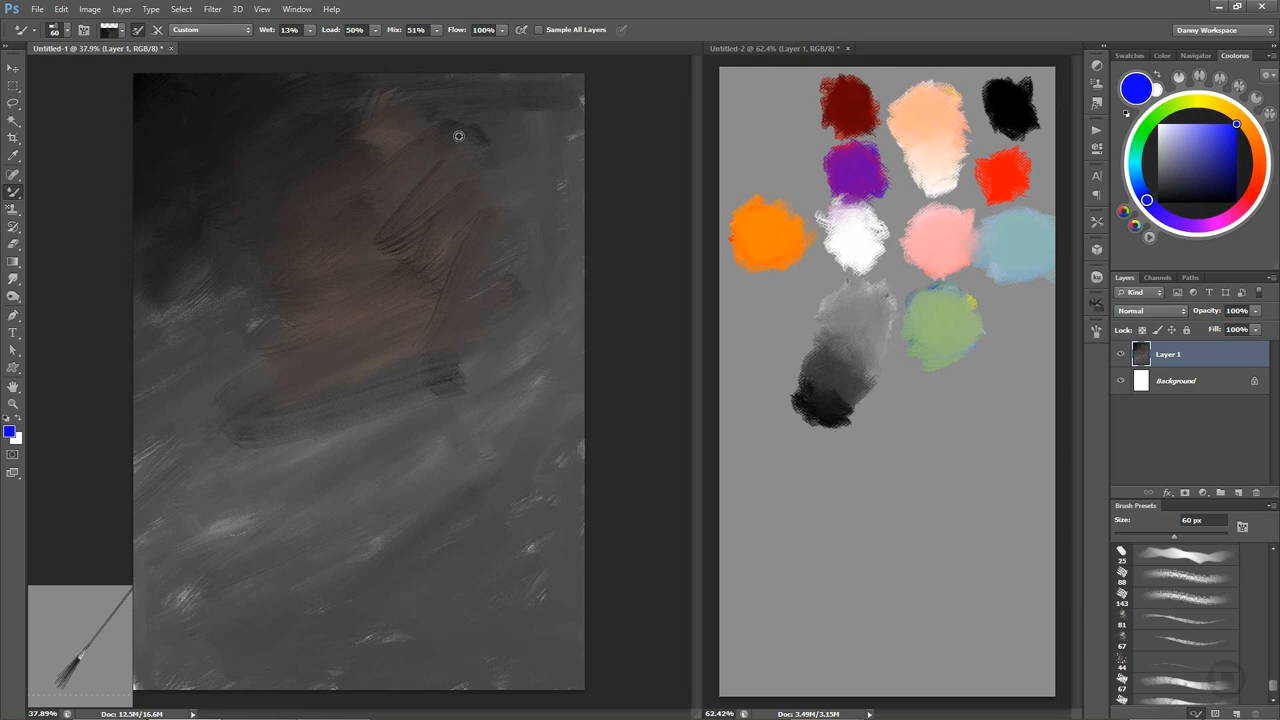 Ps File Edit Image Layer Type Select Filter 3D View Window Help
60 Custom Wet: 13% Load: 50% Mix: 51% Flow: 100% Sample All Layers Danny Workspace
Untitled-1 @ 37.9% (Layer 1, RGB/8) * × Untitled-2 @ 62.4% (Layer 1, RGB/8) * ×
Swatches Color Navigator Coolorus
Layers Channels Paths
Kind
Normal Opacity: 100%
Lock: Fill: 100%
Layer 1
Background
fx
Brush Presets
Size: 60 px
25
88
143
81
67
44
67
37.89% Doc: 12.5M/16.6M 62.42% Doc: 3.49M/3.15M